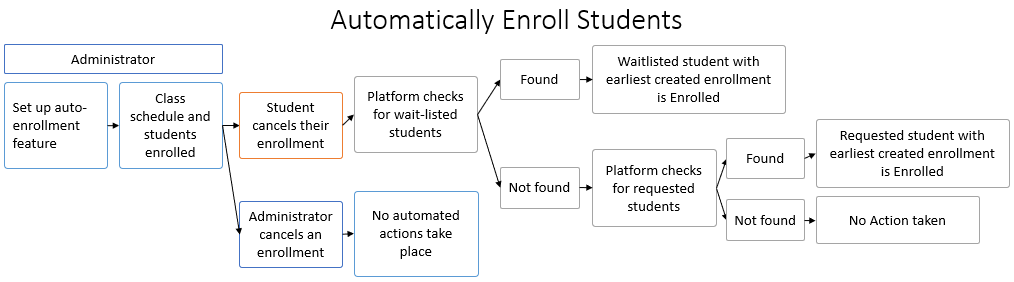 Automatically Enroll Students
Administrator
Set up auto-
enrollment
feature
Class
schedule and
students
enrolled
Student
cancels their
enrollment
Administrator
cancels an
enrollment
Platform checks
for wait-listed
students
No automated
actions take
place
Found
Not found
Waitlisted student with
earliest created enrollment
is Enrolled
Platform checks
for requested
students
Found
Not found
Requested student with
earliest created enrollment
is Enrolled
No Action taken